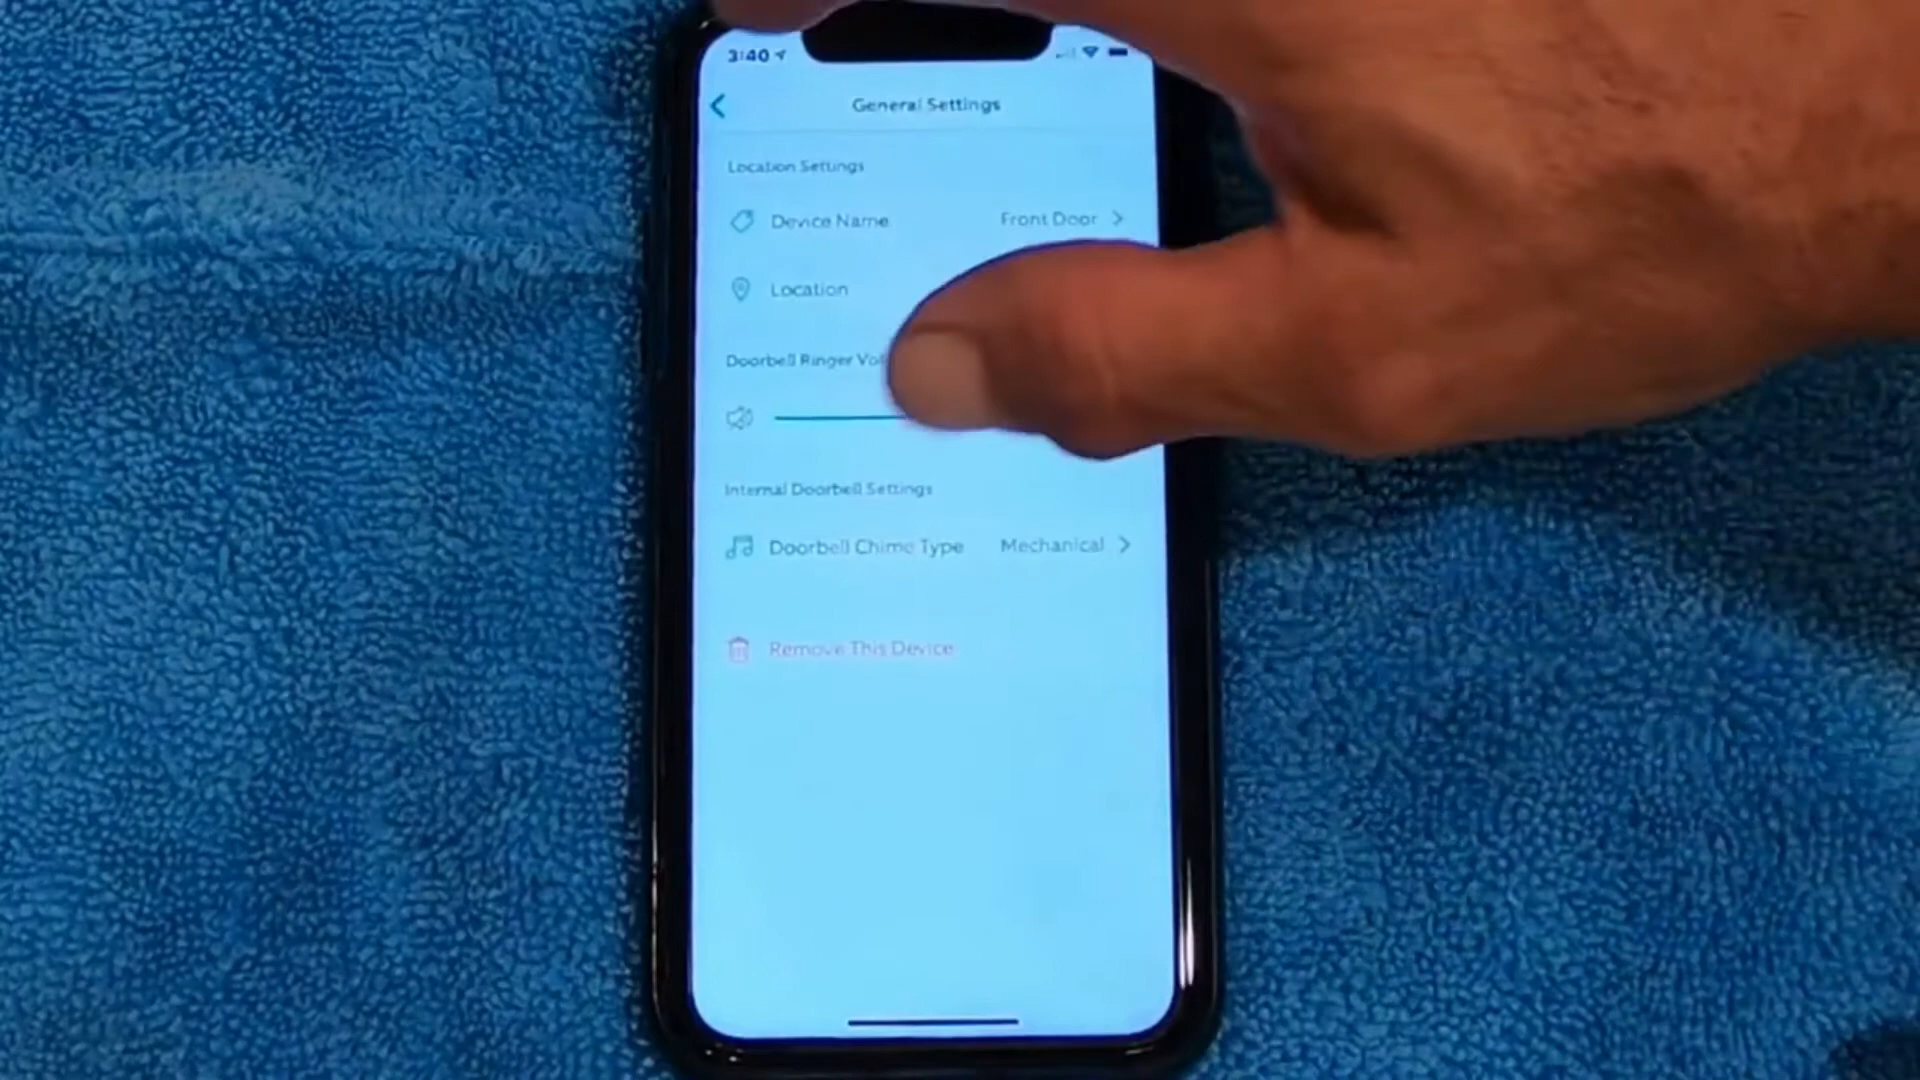 3:40
General Settings
Location Settings
Device Name Front Door
Location
Doorbell Ringer Vol
Internal Doorbell Settings
Doorbell Chime Type Mechanical
Remove This Device